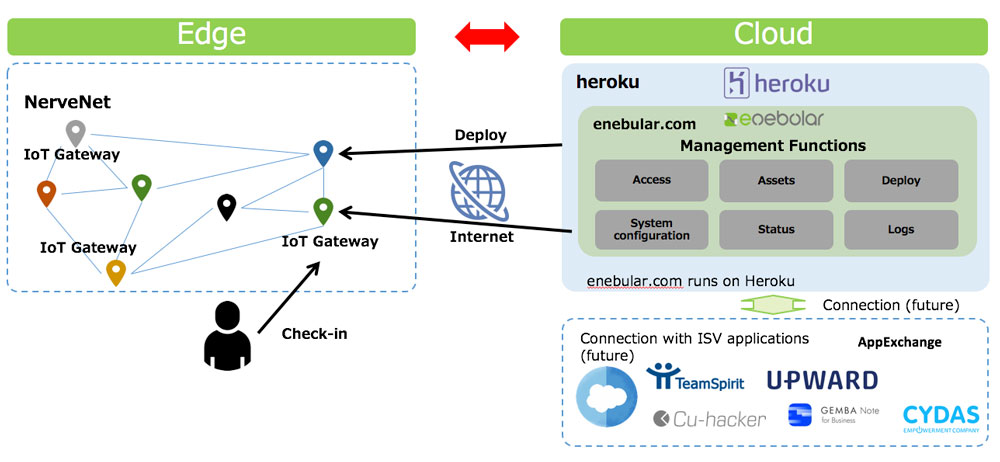 Edge
Cloud
NerveNet
IoT Gateway
IoT Gateway
IoT Gateway
Check-in
Deploy
Internet
heroku
heroku
enebular.com
enebular
Management Functions
Access
Assets
Deploy
System
configuration
Status
Logs
enebular.com runs on Heroku
Connection (future)
Connection with ISV applications
(future)
AppExchange
TeamSpirit
UPWARD
Cu-hacker
GEMBA Note
for Business
CYDAS
EMPOWERMENT COMPANY